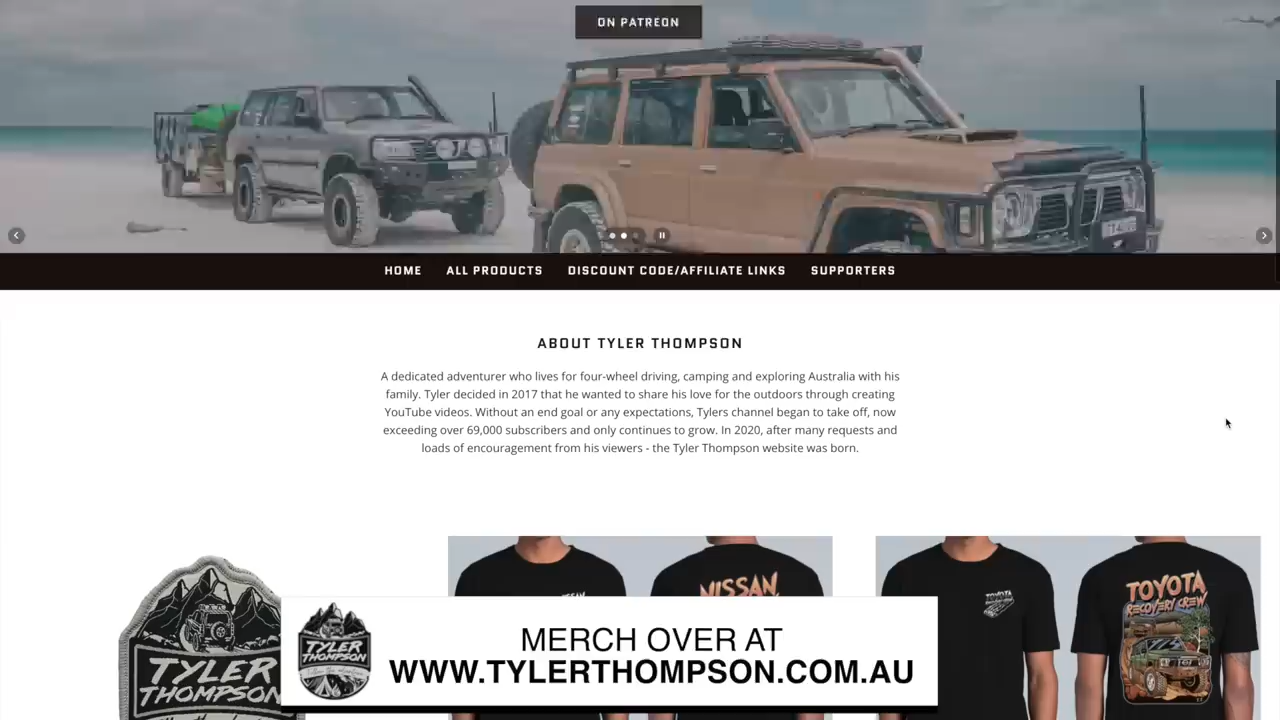 ON PATREON
HOME ALL PRODUCTS DISCOUNT CODE/AFFILIATE LINKS SUPPORTERS
ABOUT TYLER THOMPSON
A dedicated adventurer who lives for four-wheel driving, camping and exploring Australia with his
family. Tyler decided in 2017 that he wanted to share his love for the outdoors through creating
YouTube videos. Without an end goal or any expectations, Tylers channel began to take off, now
exceeding over 69,000 subscribers and only continues to grow. In 2020, after many requests and
loads of encouragement from his viewers - the Tyler Thompson website was born.
TYLER
THOMPSON
NISSAN
TOYOTA
TOYOTA
RECOVERY CREW
TYLER
THOMPSON
MERCH OVER AT
WWW.TYLERTHOMPSON.COM.AU